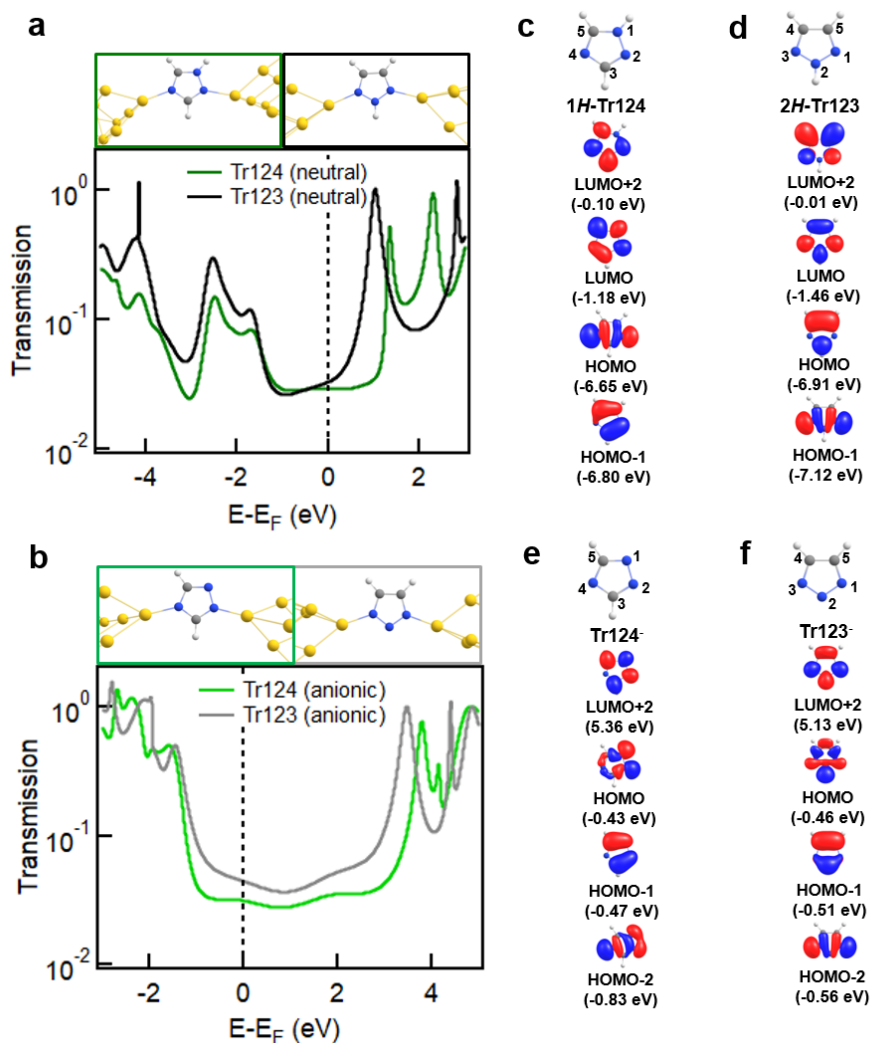 a
Tr124 (neutral)
Tr123 (neutral)
10^0
10^-1
10^-2
Transmission
-4
-2
0
2
E-E_F (eV)
b
Tr124 (anionic)
Tr123 (anionic)
10^0
10^-1
10^-2
Transmission
-2
0
2
4
E-E_F (eV)
c
5
1
4
2
3
1H-Tr124
LUMO+2
(-0.10 eV)
LUMO
(-1.18 eV)
HOMO
(-6.65 eV)
HOMO-1
(-6.80 eV)
d
4
5
3
1
2
2H-Tr123
LUMO+2
(-0.01 eV)
LUMO
(-1.46 eV)
HOMO
(-6.91 eV)
HOMO-1
(-7.12 eV)
e
5
1
4
2
3
Tr124-
LUMO+2
(5.36 eV)
HOMO
(-0.43 eV)
HOMO-1
(-0.47 eV)
HOMO-2
(-0.83 eV)
f
4
5
3
1
2
Tr123-
LUMO+2
(5.13 eV)
HOMO
(-0.46 eV)
HOMO-1
(-0.51 eV)
HOMO-2
(-0.56 eV)